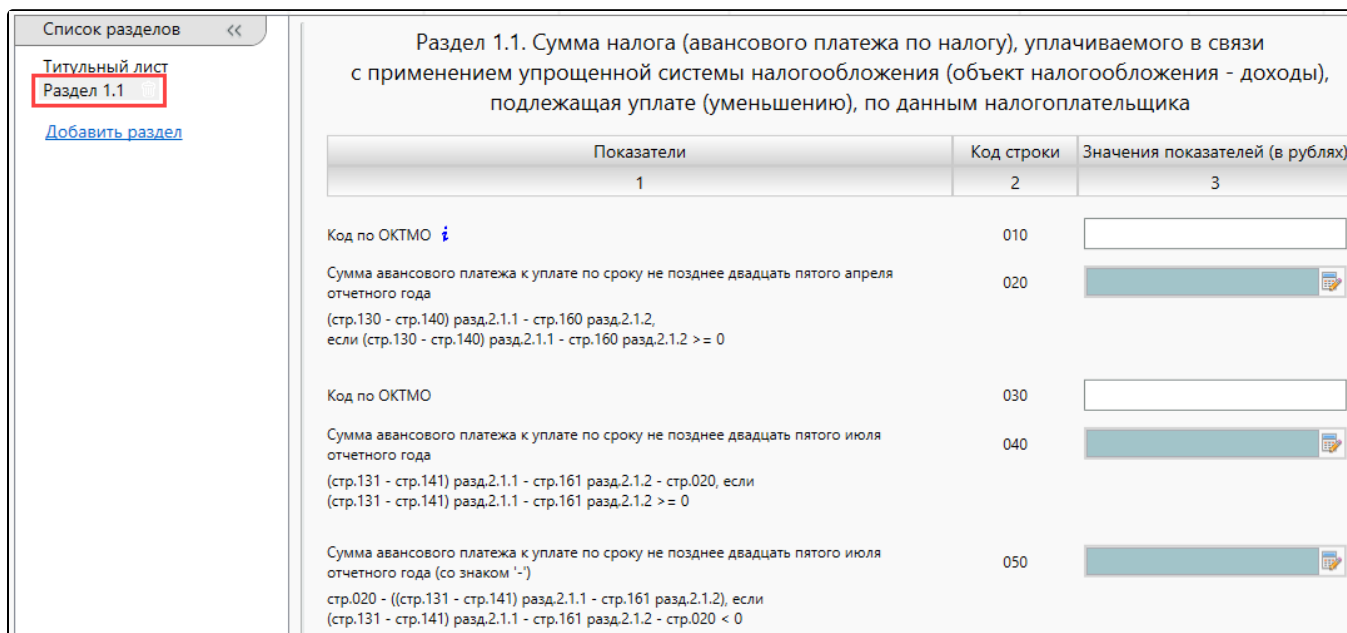 Список разделов <<
Титульный лист
Раздел 1.1
Добавить раздел
Раздел 1.1. Сумма налога (авансового платежа по налогу), уплачиваемого в связи
с применением упрощенной системы налогообложения (объект налогообложения - доходы),
подлежащая уплате (уменьшению), по данным налогоплательщика
Показатели Код строки Значения показателей (в рублях)
1 2 3
Код по ОКТМО i 010
Сумма авансового платежа к уплате по сроку не позднее двадцать пятого апреля
отчетного года 020
(стр.130 - стр.140) разд.2.1.1 - стр.160 разд.2.1.2,
если (стр.130 - стр.140) разд.2.1.1 - стр.160 разд.2.1.2 >= 0
Код по ОКТМО 030
Сумма авансового платежа к уплате по сроку не позднее двадцать пятого июля
отчетного года 040
(стр.131 - стр.141) разд.2.1.1 - стр.161 разд.2.1.2 - стр.020, если
(стр.131 - стр.141) разд.2.1.1 - стр.161 разд.2.1.2 >= 0
Сумма авансового платежа к уплате по сроку не позднее двадцать пятого июля
отчетного года (со знаком '-') 050
стр.020 - ((стр.131 - стр.141) разд.2.1.1 - стр.161 разд.2.1.2), если
(стр.131 - стр.141) разд.2.1.1 - стр.161 разд.2.1.2 - стр.020 < 0